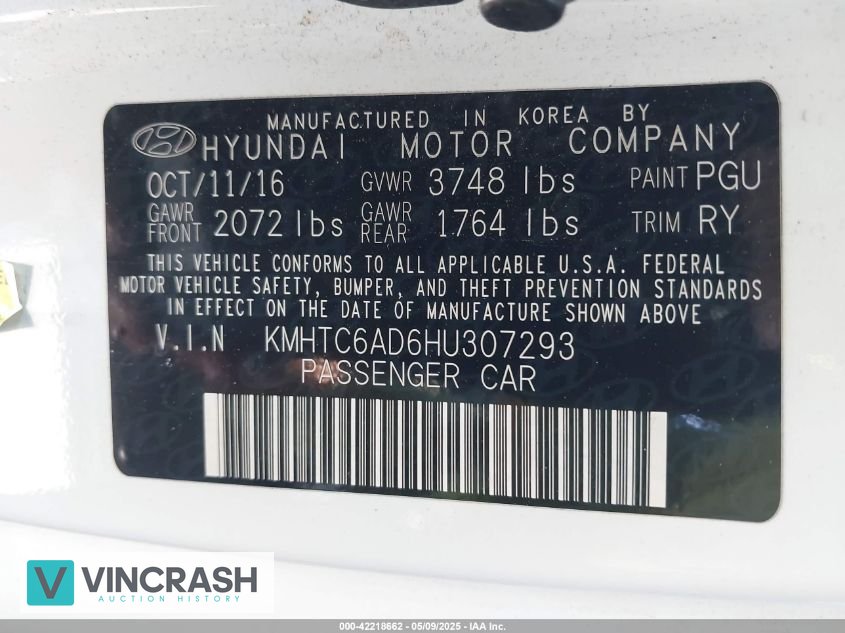 MANUFACTURED IN KOREA BY
HYUNDAI MOTOR COMPANY
OCT/11/16 GVWR 3748 lbs PAINT PGU
GAWR FRONT 2072 lbs GAWR REAR 1764 lbs TRIM RY
THIS VEHICLE CONFORMS TO ALL APPLICABLE U.S.A. FEDERAL
MOTOR VEHICLE SAFETY, BUMPER, AND THEFT PREVENTION STANDARDS
IN EFFECT ON THE DATE OF MANUFACTURE SHOWN ABOVE
V.I.N KMHTC6AD6HU307293
PASSENGER CAR
VINCRASH
AUCTION HISTORY
000-42218662 - 05/09/2025 - IAA Inc.